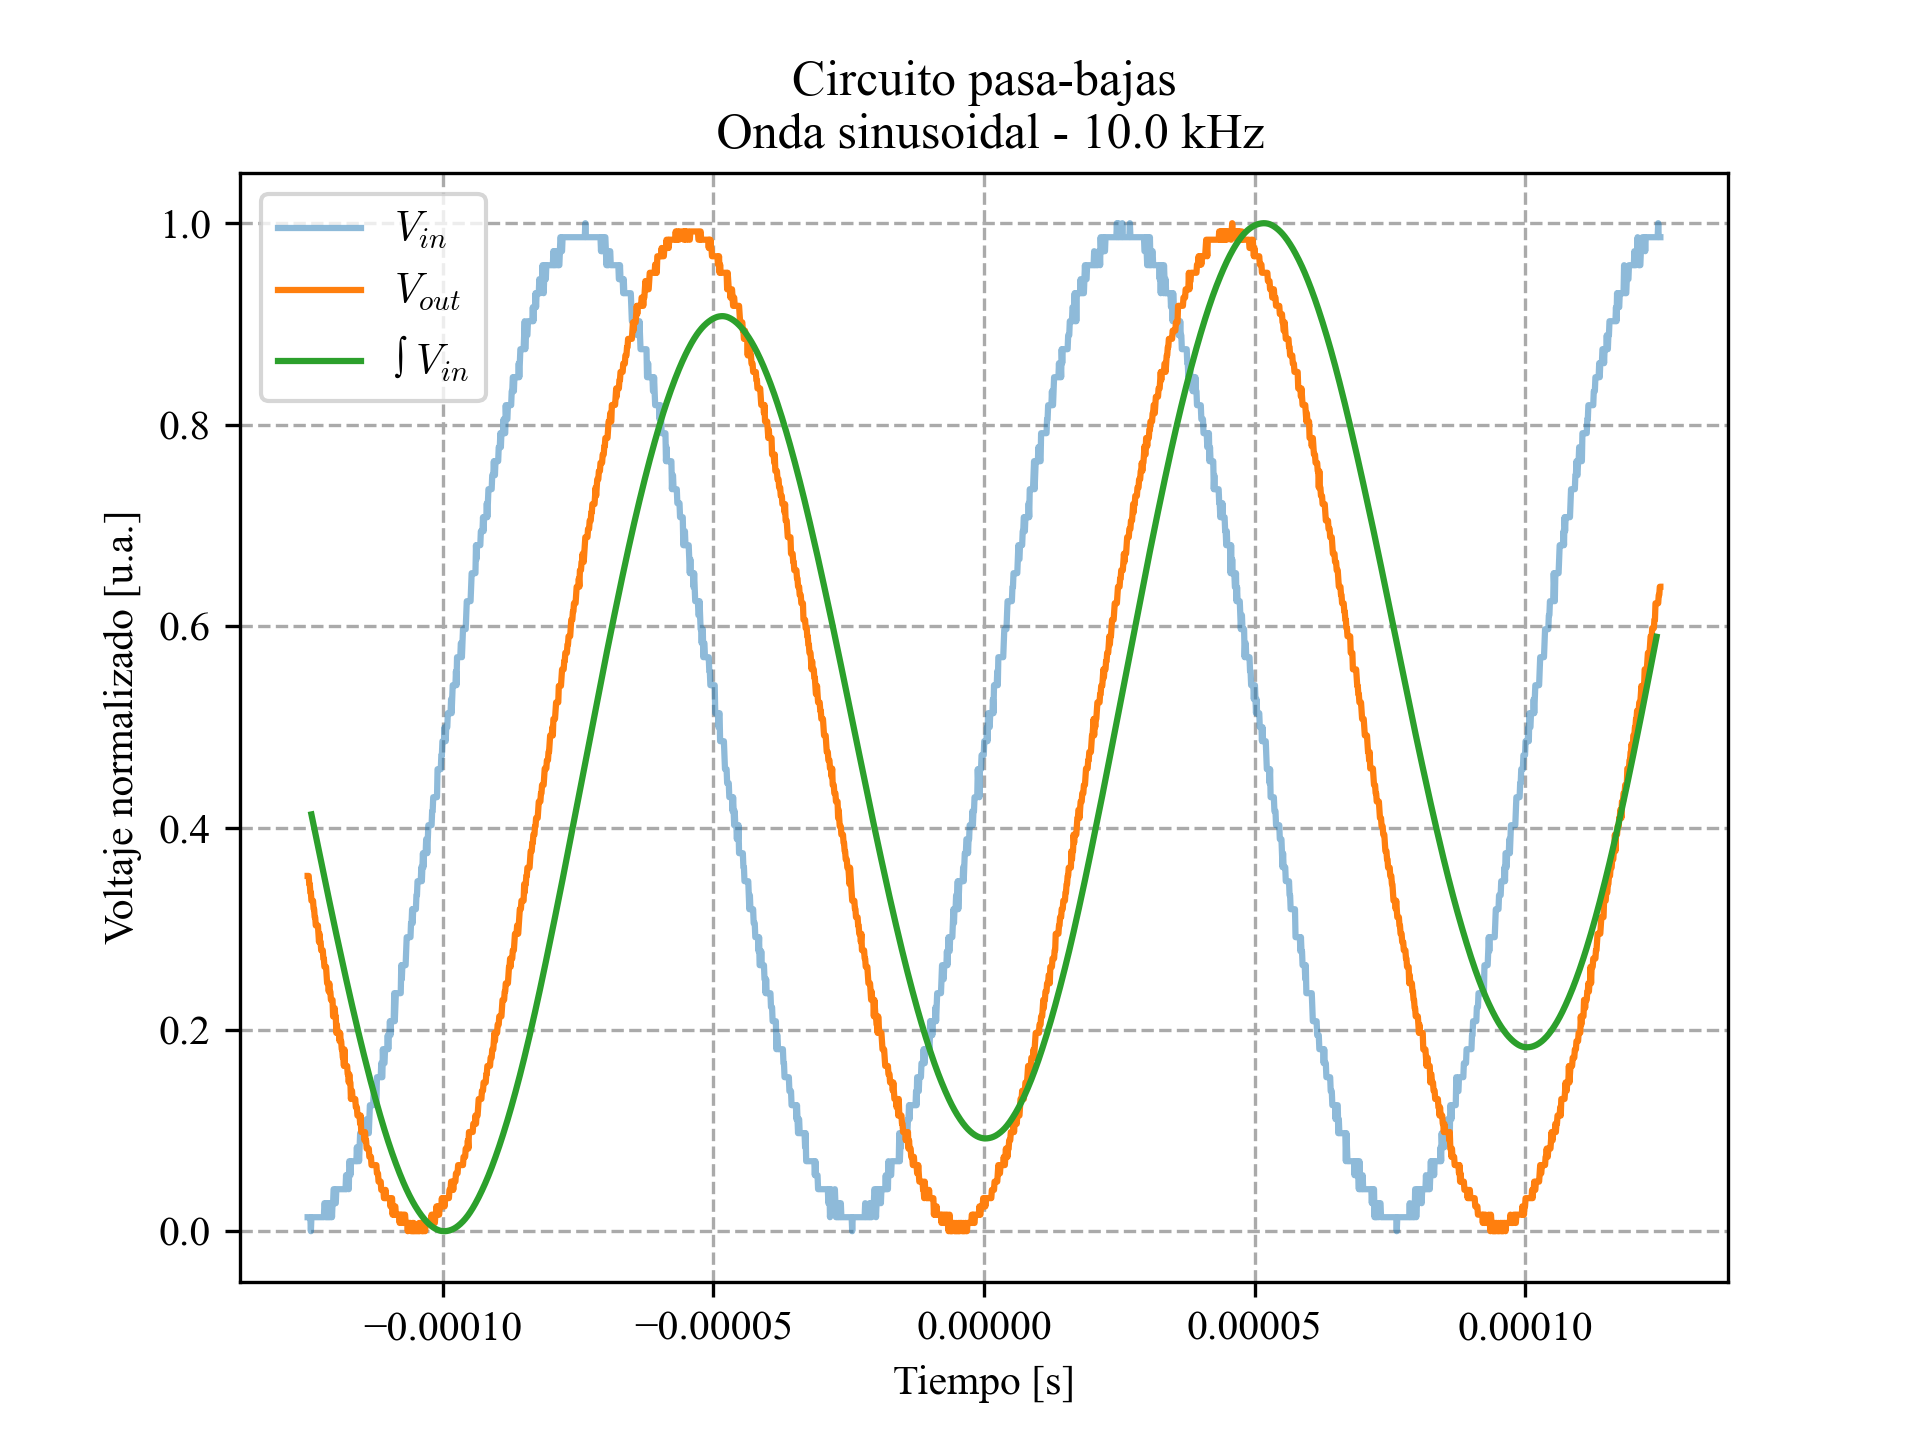 Circuito pasa-bajas
Onda sinusoidal - 10.0 kHz
V_in
V_out
∫ V_in
1.0
0.8
0.6
0.4
0.2
0.0
Voltaje normalizado [u.a.]
−0.00010 −0.00005 0.00000 0.00005 0.00010
Tiempo [s]